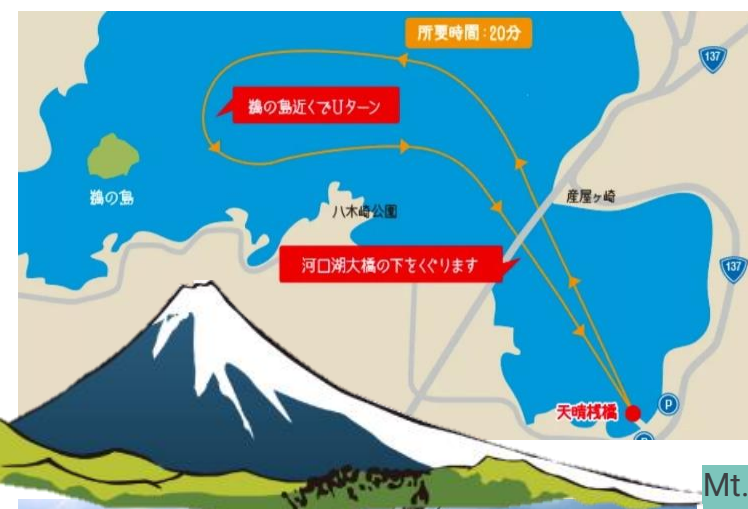 所要時間：20分
137
鵜の島近くでUターン
鵜の島
産屋ヶ崎
八木崎公園
河口湖大橋の下をくぐります
137
天晴桟橋
P
Mt.